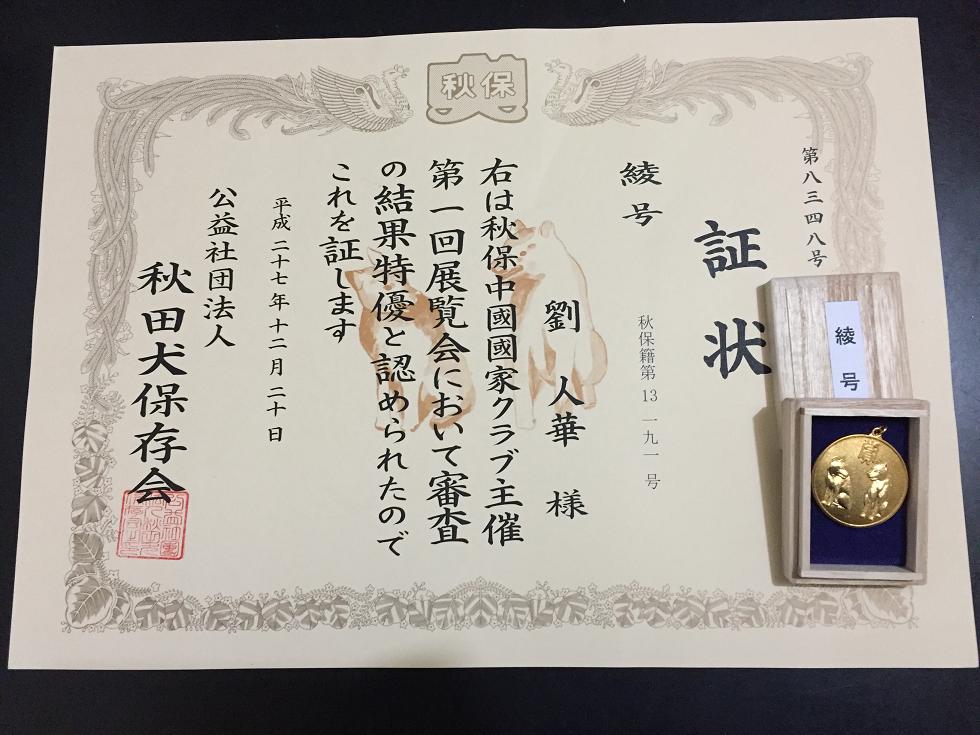 秋保
第八三四八号
証状
綾号
秋保籍第13一九一号
劉人華様
右は秋保中國國家クラブ主催
第一回展覧会において審査
の結果特優と認められたので
これを証します
平成二十七年十二月二十日
公益社団法人
秋田犬保存会
綾号